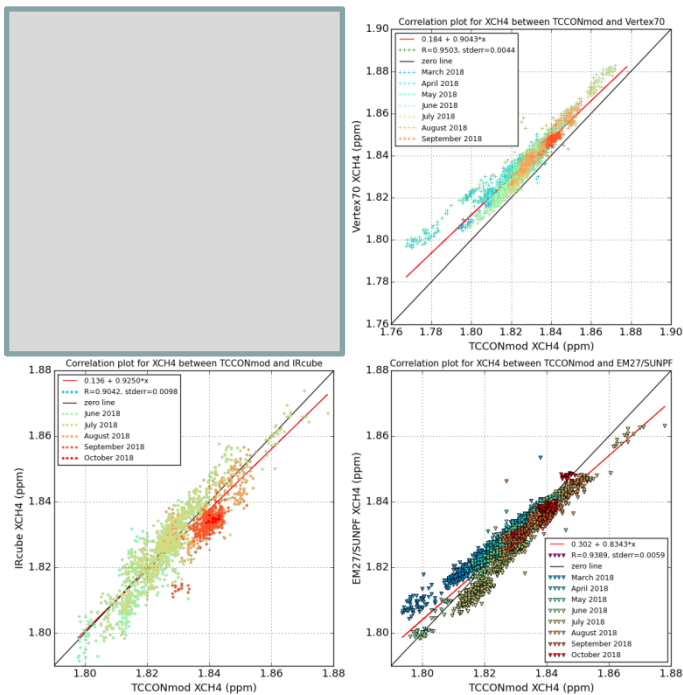 Correlation plot for XCH4 between TCCONmod and Vertex70
0.184 + 0.9043*x
R=0.9503, stderr=0.0044
zero line
March 2018
April 2018
May 2018
June 2018
July 2018
August 2018
September 2018
1.90
1.88
1.86
1.84
1.82
1.80
1.78
1.76
Vertex70 XCH4 (ppm)
1.76 1.78 1.80 1.82 1.84 1.86 1.88 1.90
TCCONmod XCH4 (ppm)
Correlation plot for XCH4 between TCCONmod and IRcube
0.136 + 0.9250*x
R=0.9042, stderr=0.0098
zero line
June 2018
July 2018
August 2018
September 2018
October 2018
1.88
1.86
1.84
1.82
1.80
IRcube XCH4 (ppm)
1.80 1.82 1.84 1.86 1.88
TCCONmod XCH4 (ppm)
Correlation plot for XCH4 between TCCONmod and EM27/SUNPF
1.88
1.86
1.84
1.82
1.80
EM27/SUNPF XCH4 (ppm)
0.302 + 0.8343*x
R=0.9389, stderr=0.0059
zero line
March 2018
April 2018
May 2018
June 2018
July 2018
August 2018
September 2018
October 2018
1.80 1.82 1.84 1.86 1.88
TCCONmod XCH4 (ppm)